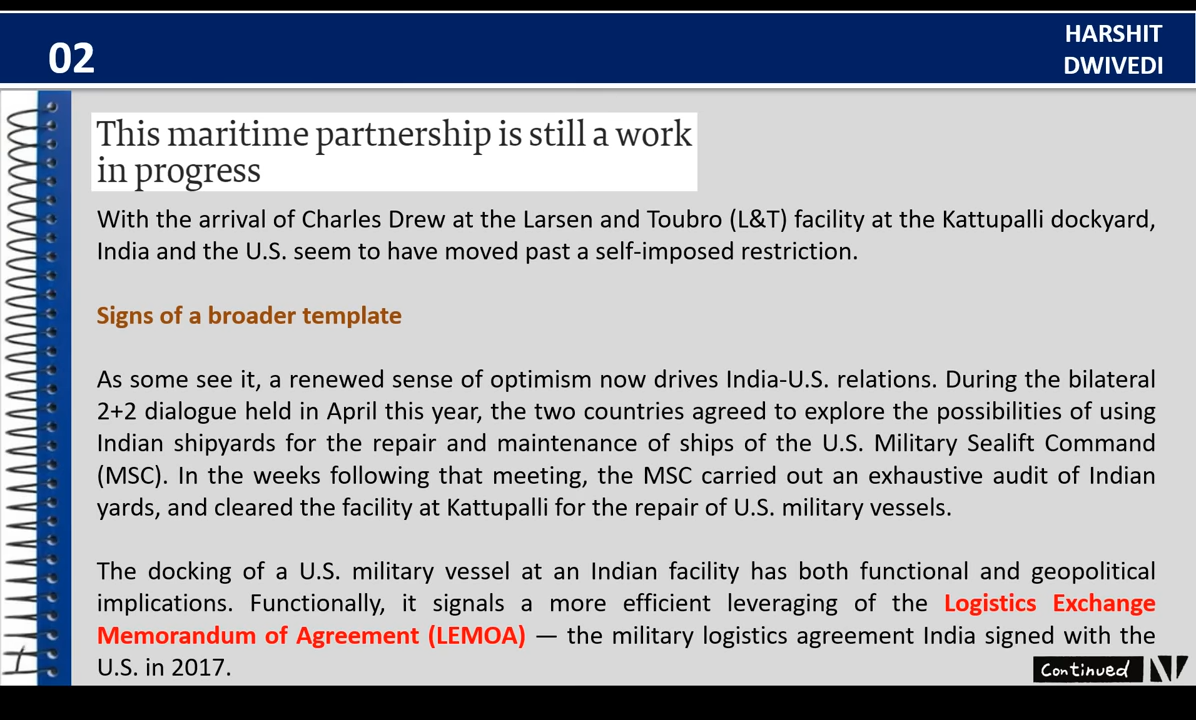 02
HARSHIT
DWIVEDI
This maritime partnership is still a work
in progress
With the arrival of Charles Drew at the Larsen and Toubro (L&T) facility at the Kattupalli dockyard,
India and the U.S. seem to have moved past a self-imposed restriction.
Signs of a broader template
As some see it, a renewed sense of optimism now drives India-U.S. relations. During the bilateral
2+2 dialogue held in April this year, the two countries agreed to explore the possibilities of using
Indian shipyards for the repair and maintenance of ships of the U.S. Military Sealift Command
(MSC). In the weeks following that meeting, the MSC carried out an exhaustive audit of Indian
yards, and cleared the facility at Kattupalli for the repair of U.S. military vessels.
The docking of a U.S. military vessel at an Indian facility has both functional and geopolitical
implications. Functionally, it signals a more efficient leveraging of the Logistics Exchange
Memorandum of Agreement (LEMOA) — the military logistics agreement India signed with the
U.S. in 2017.
Continued